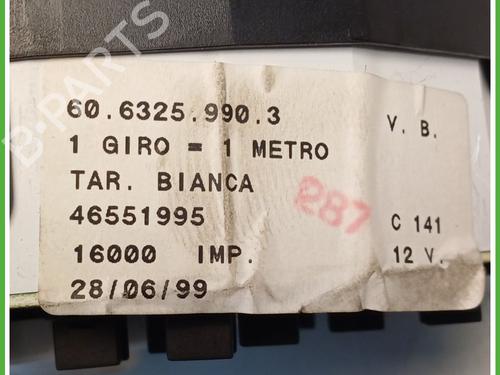 B-PARTS
60.6325.990.3
V. B.
1 GIRO = 1 METRO
TAR. BIANCA
287
46551995
C 141
16000 IMP.
12 V.
28/06/99